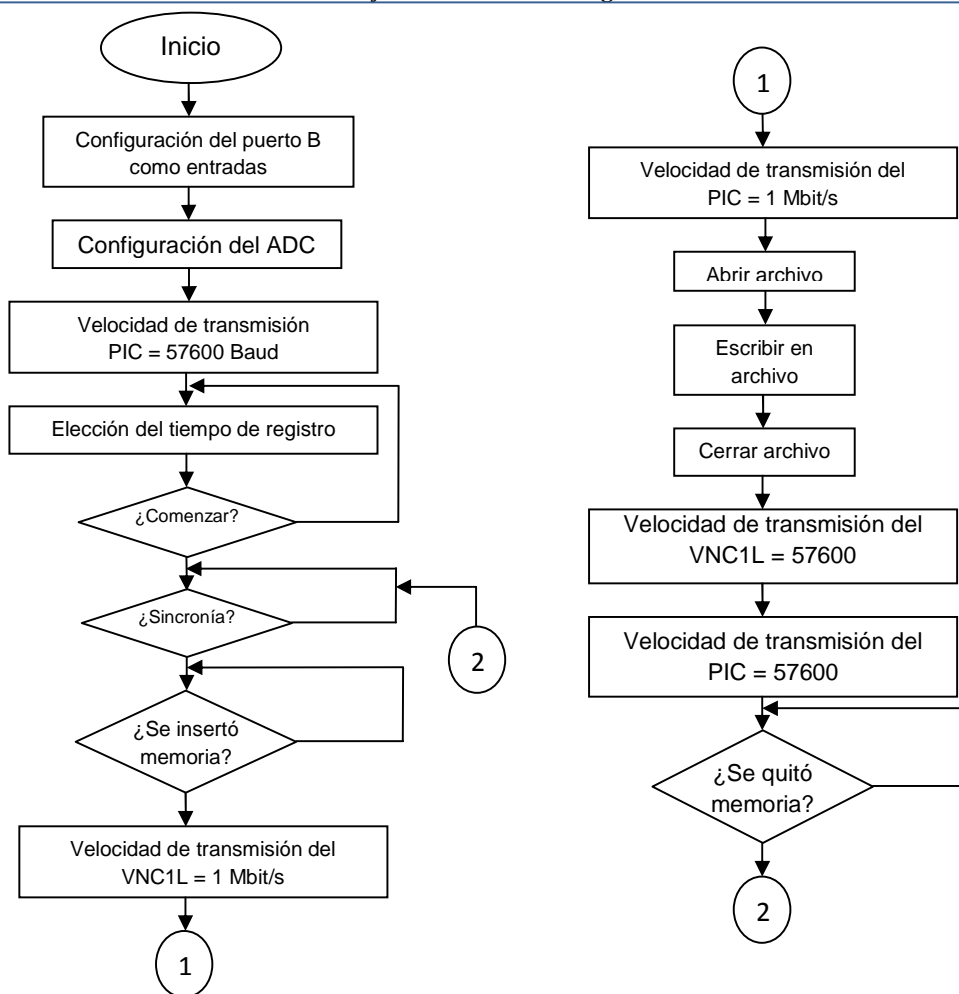 Inicio
Configuración del puerto B
como entradas
Configuración del ADC
Velocidad de transmisión
PIC = 57600 Baud
Elección del tiempo de registro
¿Comenzar?
¿Sincronía?
2
¿Se insertó
memoria?
Velocidad de transmisión del
VNC1L = 1 Mbit/s
1
1
Velocidad de transmisión del
PIC = 1 Mbit/s
Abrir archivo
Escribir en
archivo
Cerrar archivo
Velocidad de transmisión del
VNC1L = 57600
Velocidad de transmisión del
PIC = 57600
¿Se quitó
memoria?
2